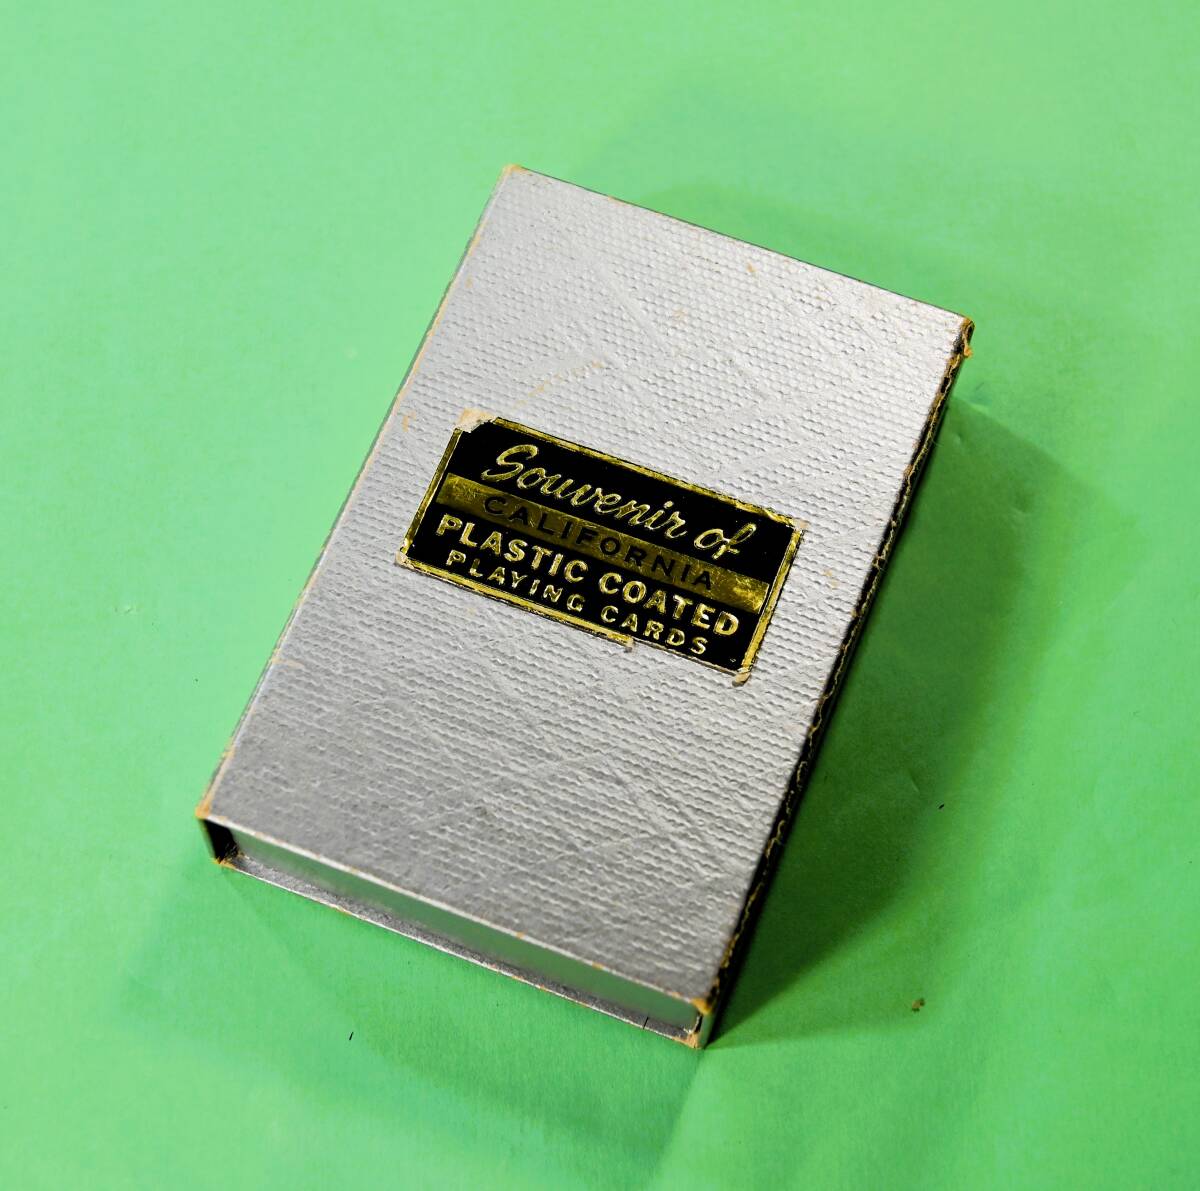 Souvenir of
CALIFORNIA
PLASTIC COATED
PLAYING CARDS